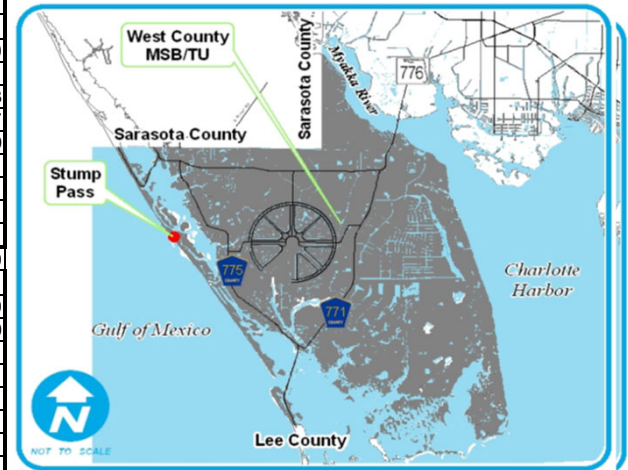 West County
MSB/TU
Sarasota County
Myakka River
776
Sarasota County
Stump
Pass
775
COUNTY
Charlotte
Harbor
771
COUNTY
Gulf of Mexico
N
NOT TO SCALE
Lee County